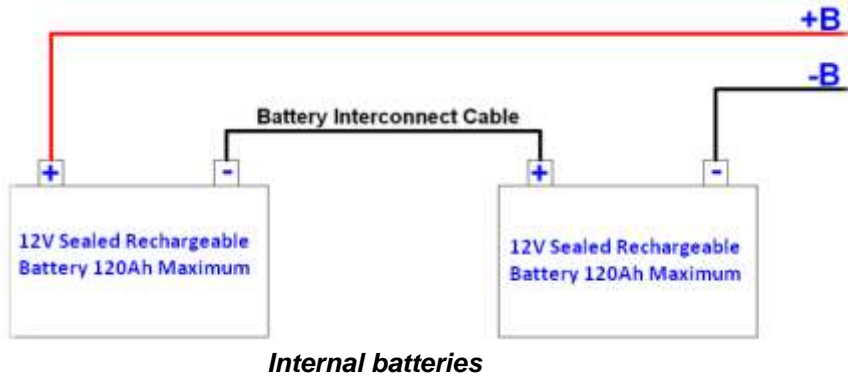 +B
-B
Battery Interconnect Cable
+ - + -
12V Sealed Rechargeable
Battery 120Ah Maximum
12V Sealed Rechargeable
Battery 120Ah Maximum
Internal batteries